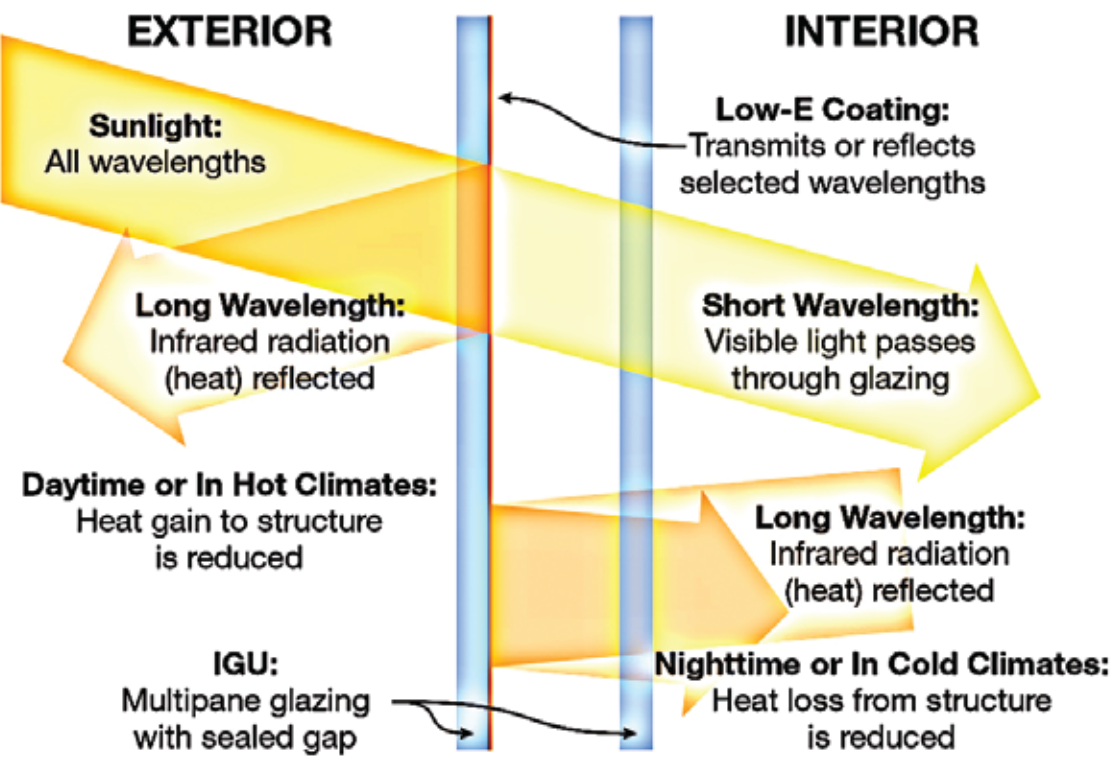 EXTERIOR
INTERIOR
Sunlight:
All wavelengths
Low-E Coating:
Transmits or reflects
selected wavelengths
Long Wavelength:
Infrared radiation
(heat) reflected
Short Wavelength:
Visible light passes
through glazing
Daytime or In Hot Climates:
Heat gain to structure
is reduced
Long Wavelength:
Infrared radiation
(heat) reflected
IGU:
Multipane glazing
with sealed gap
Nighttime or In Cold Climates:
Heat loss from structure
is reduced